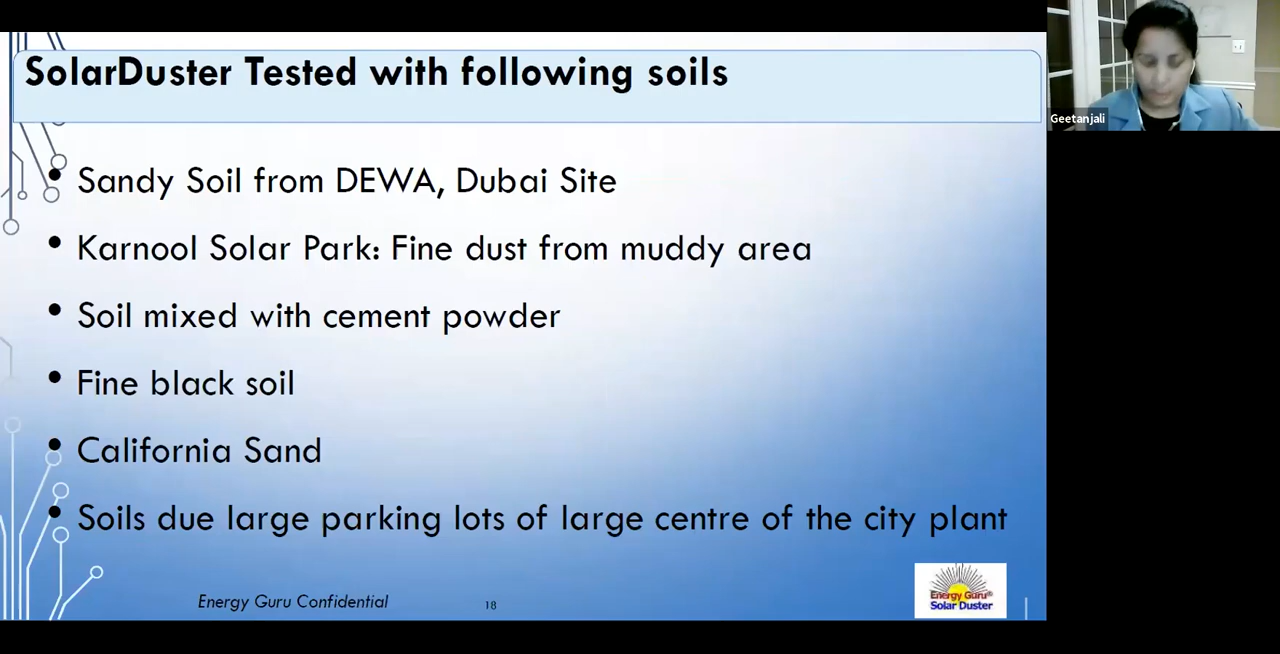 SolarDuster Tested with following soils
Geetanjali
• Sandy Soil from DEWA, Dubai Site
• Karnool Solar Park: Fine dust from muddy area
• Soil mixed with cement powder
• Fine black soil
• California Sand
• Soils due large parking lots of large centre of the city plant
Energy Guru Confidential
18
Energy Guru®
Solar Duster